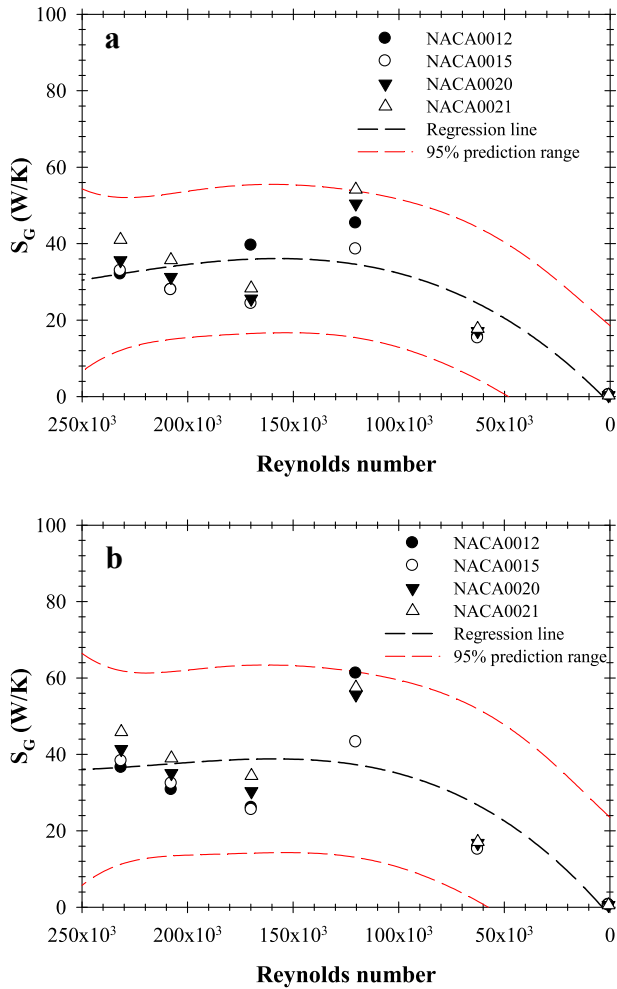 a
100
80
60
40
20
0
S_G (W/K)
NACA0012
NACA0015
NACA0020
NACA0021
Regression line
95% prediction range
250x10³ 200x10³ 150x10³ 100x10³ 50x10³ 0
Reynolds number
b
100
80
60
40
20
0
S_G (W/K)
NACA0012
NACA0015
NACA0020
NACA0021
Regression line
95% prediction range
250x10³ 200x10³ 150x10³ 100x10³ 50x10³ 0
Reynolds number